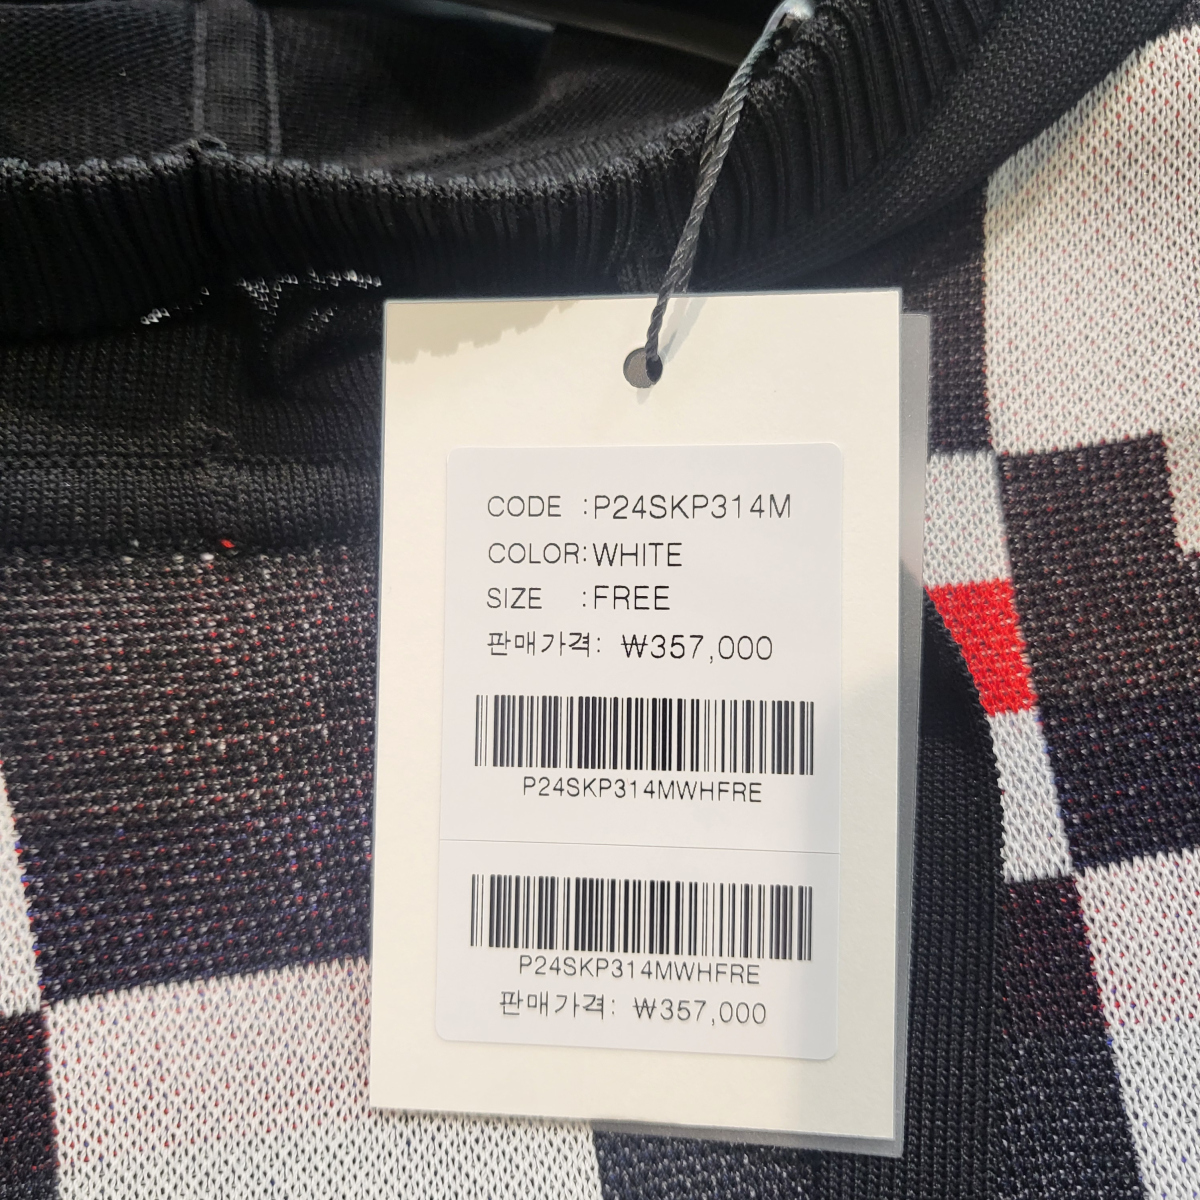 CODE :P24SKP314M
COLOR:WHITE
SIZE :FREE
판매가격: ₩357,000
P24SKP314MWHFRE
P24SKP314MWHFRE
판매가격: ₩357,000